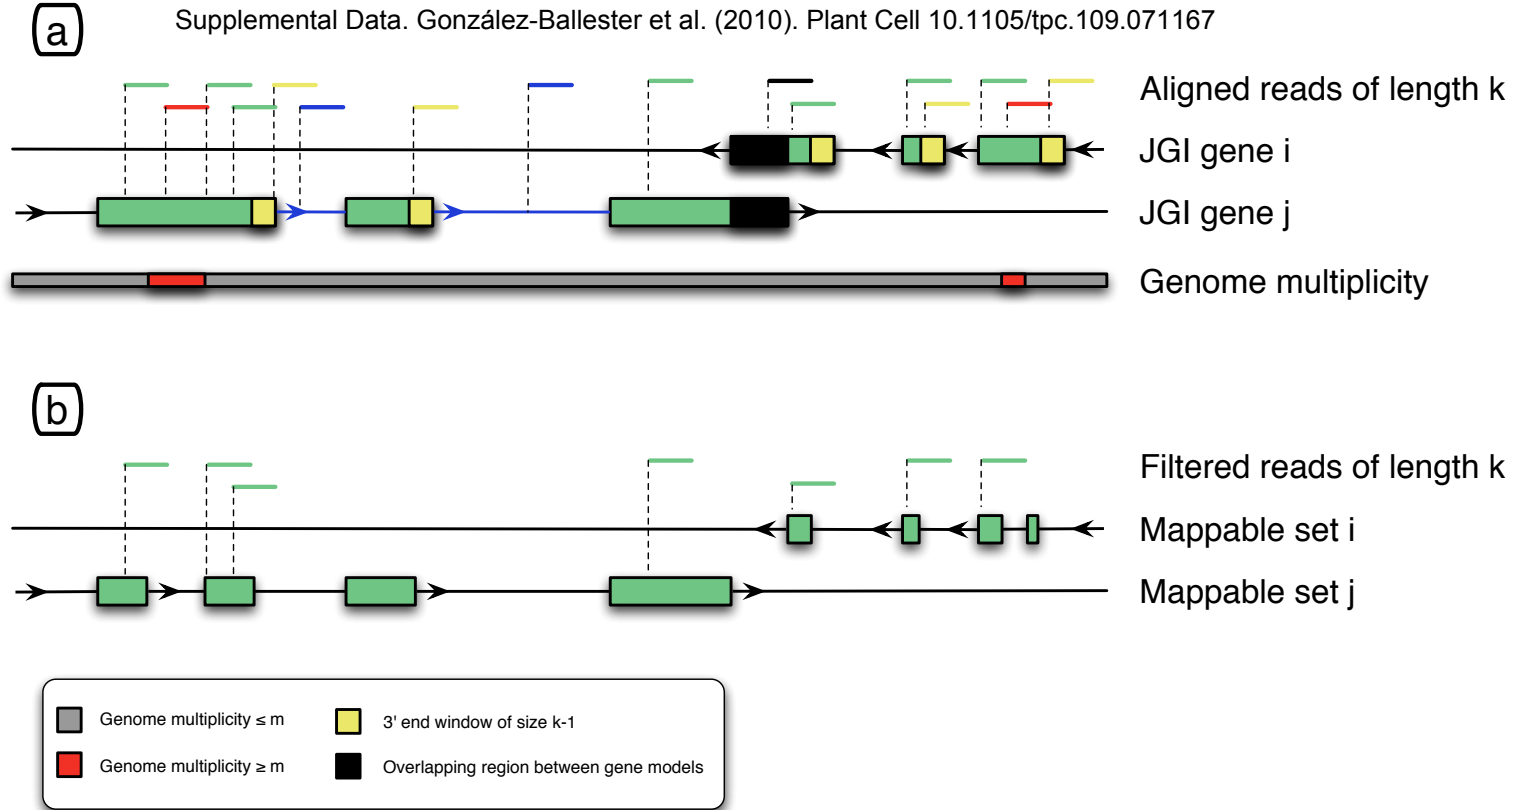 Supplemental Data. González-Ballester et al. (2010). Plant Cell 10.1105/tpc.109.071167
a
Aligned reads of length k
JGI gene i
JGI gene j
Genome multiplicity
b
Filtered reads of length k
Mappable set i
Mappable set j
Genome multiplicity ≤ m
3' end window of size k-1
Genome multiplicity ≥ m
Overlapping region between gene models